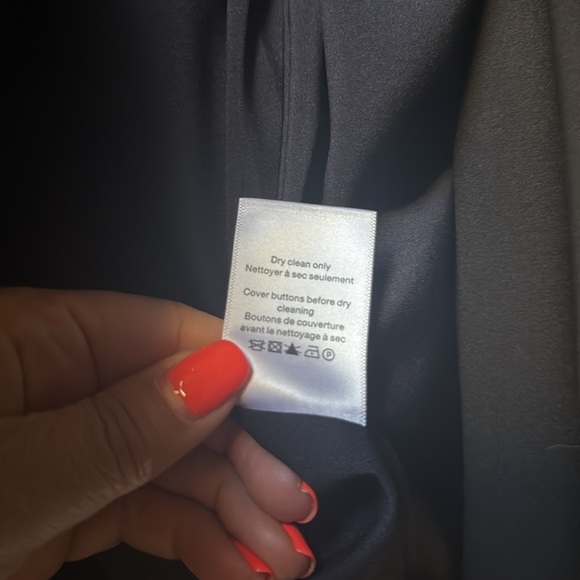 Dry clean only
Nettoyer à sec seulement
Cover buttons before dry
cleaning
Boutons de couverture
avant le nettoyage à sec
P